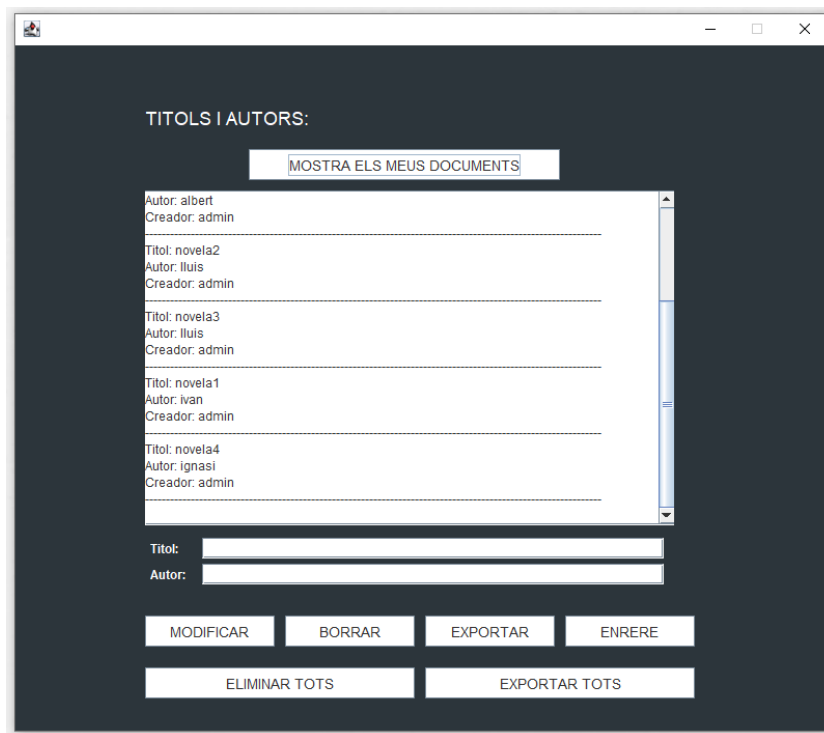 TITOLS I AUTORS:
MOSTRA ELS MEUS DOCUMENTS
Autor: albert
Creador: admin
----------------------------------------------------------------------------------------------------------------------------------
Titol: novela2
Autor: lluis
Creador: admin
----------------------------------------------------------------------------------------------------------------------------------
Titol: novela3
Autor: lluis
Creador: admin
----------------------------------------------------------------------------------------------------------------------------------
Titol: novela1
Autor: ivan
Creador: admin
----------------------------------------------------------------------------------------------------------------------------------
Titol: novela4
Autor: ignasi
Creador: admin
----------------------------------------------------------------------------------------------------------------------------------
Titol:
Autor:
MODIFICAR BORRAR EXPORTAR ENRERE
ELIMINAR TOTS EXPORTAR TOTS